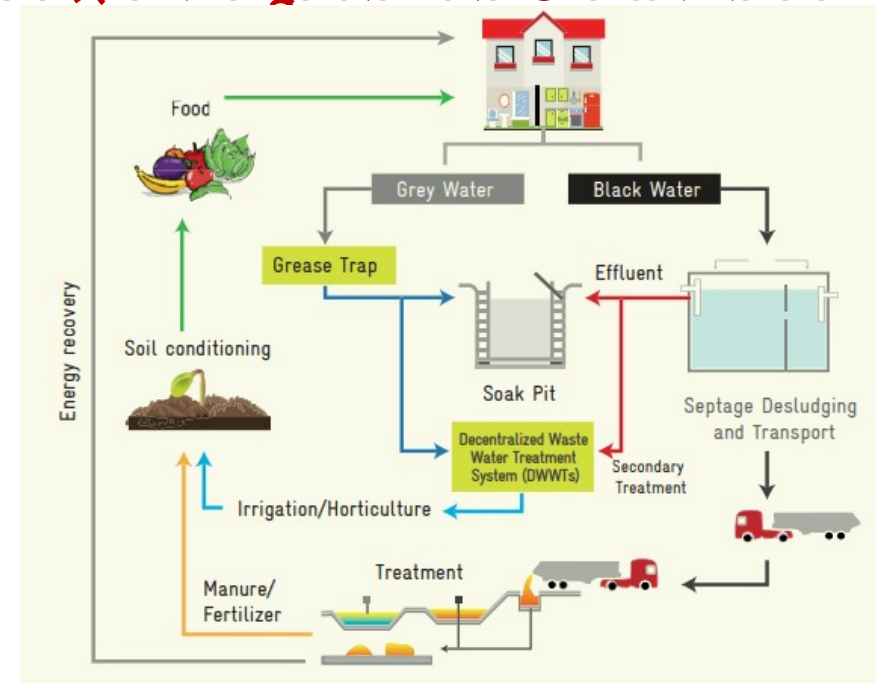 Food
Grey Water
Black Water
Grease Trap
Effluent
Energy recovery
Soil conditioning
Soak Pit
Septage Desludging
and Transport
Decentralized Waste
Water Treatment
System (DWWTs)
Secondary
Treatment
Irrigation/Horticulture
Treatment
Manure/
Fertilizer